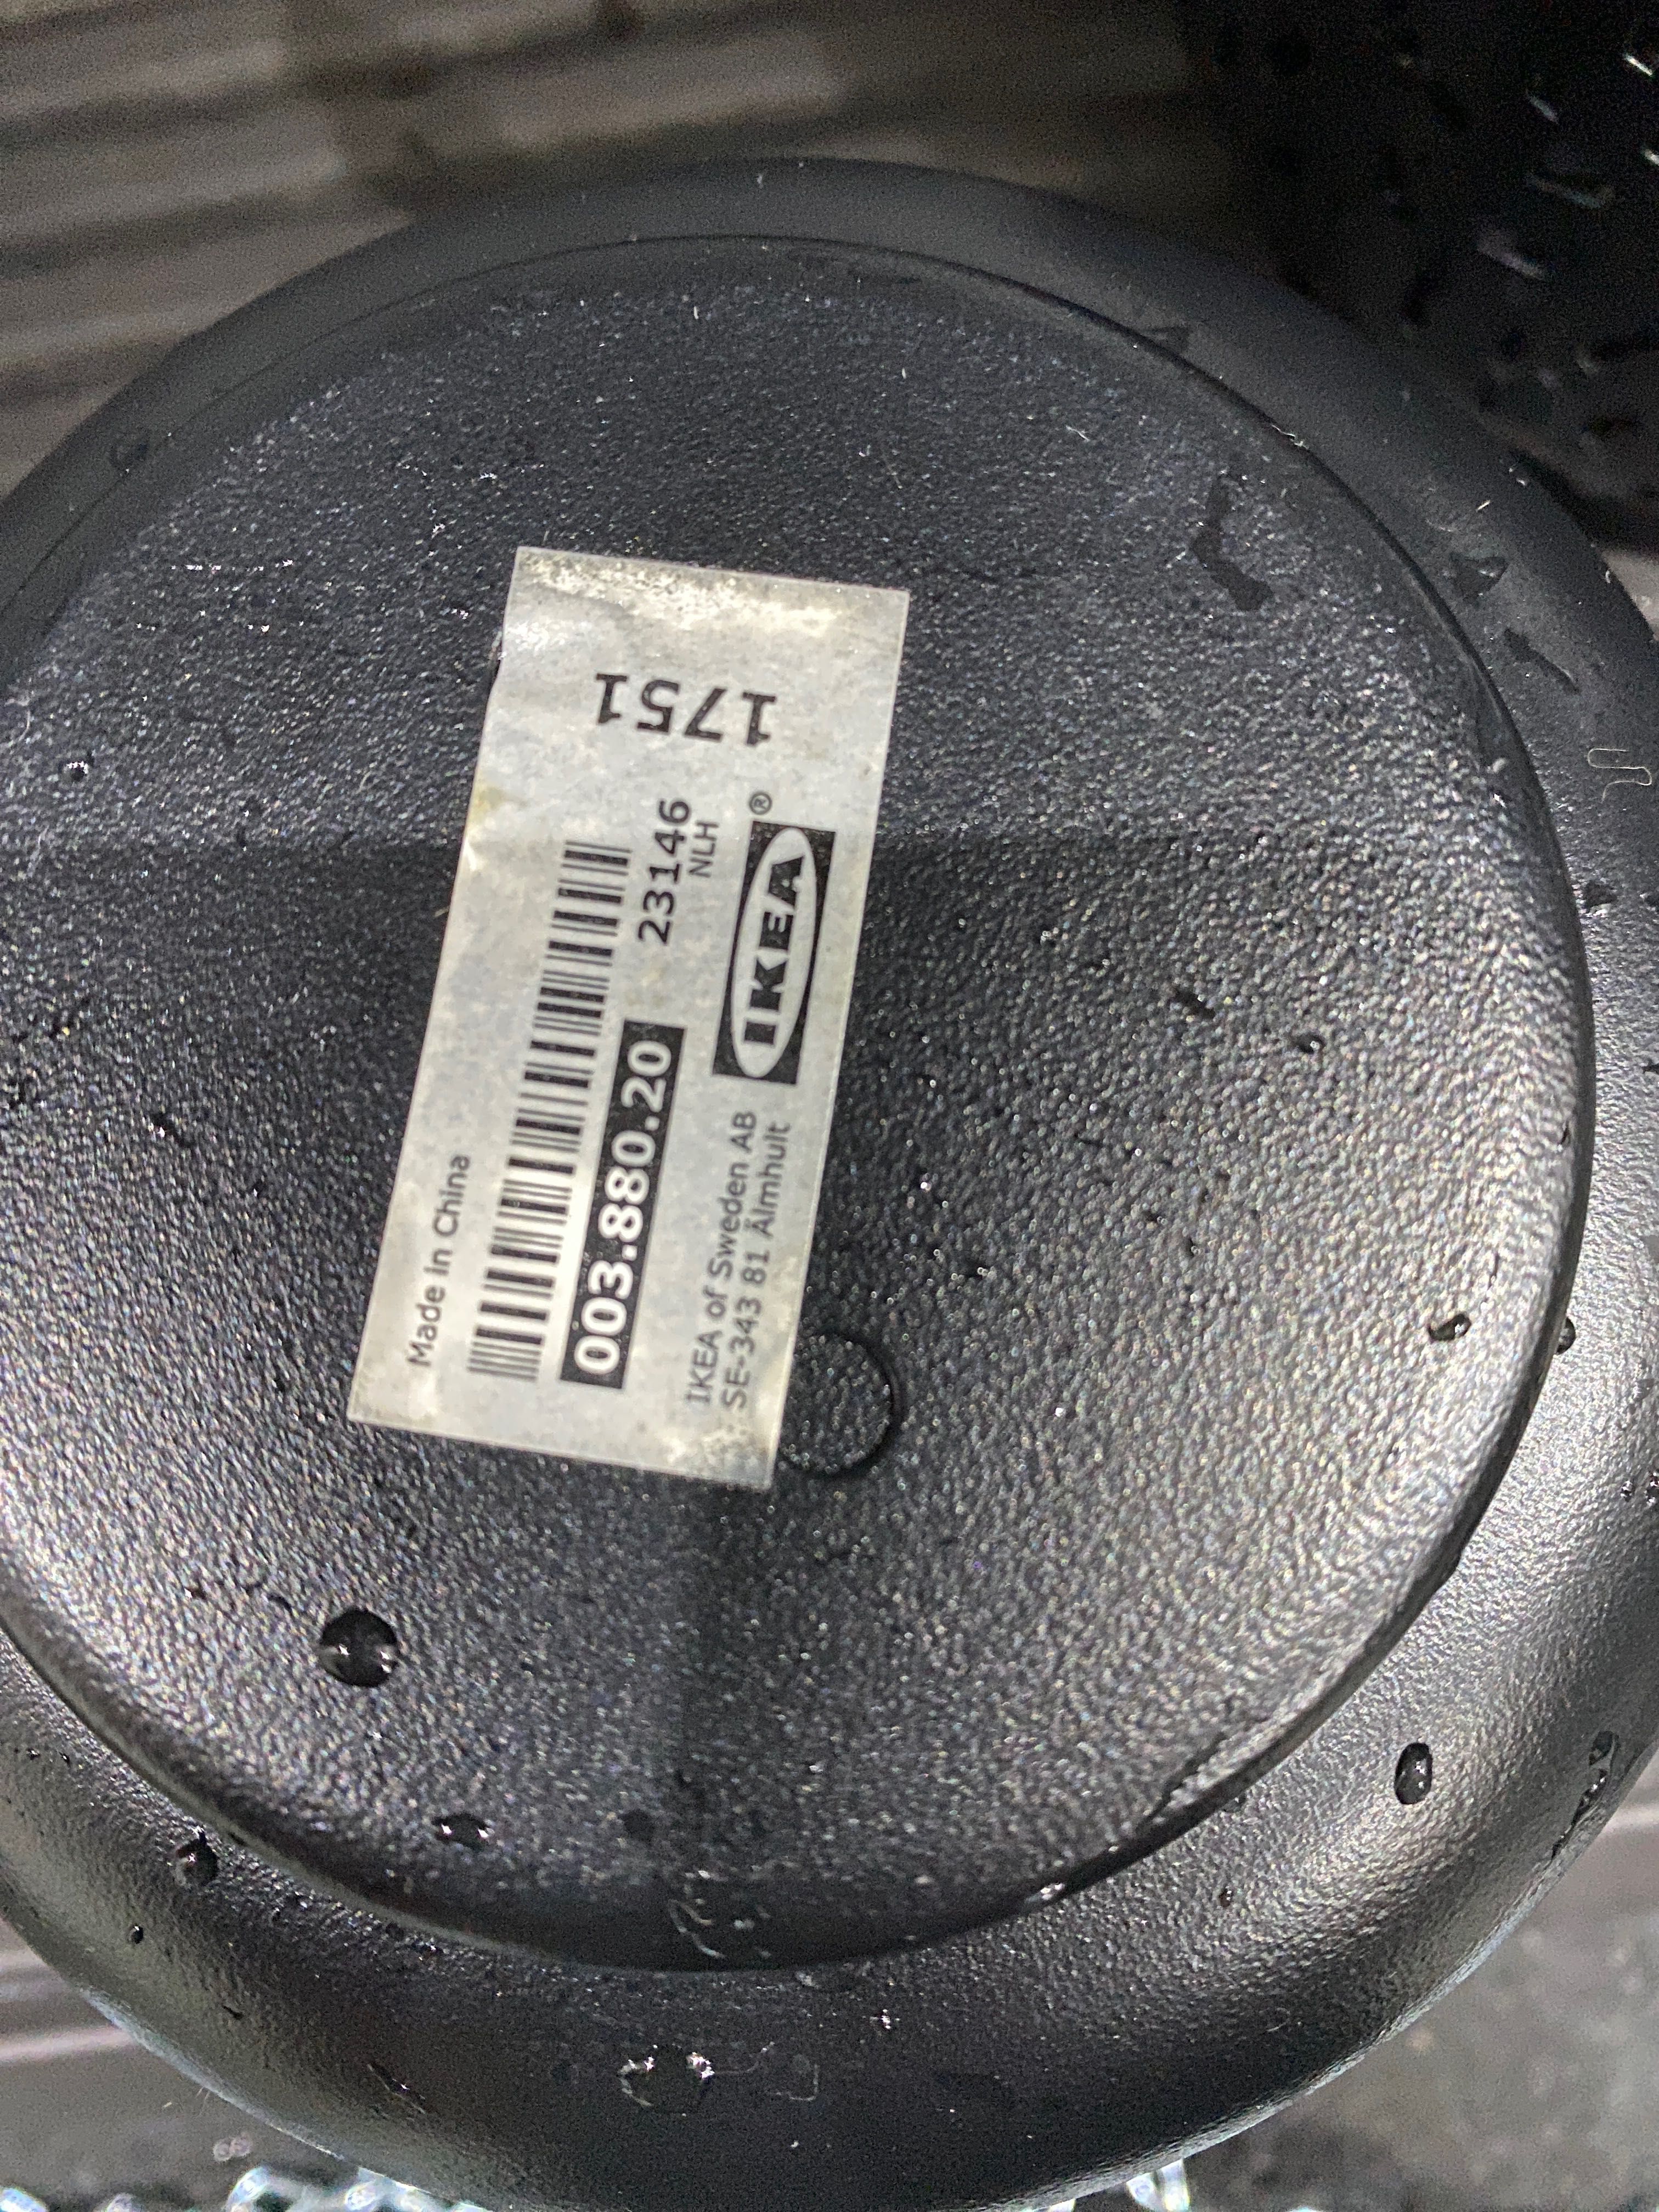 Made in China
003.880.20
23146
NLH
IKEA of Sweden AB
SE-343 81 Älmhult
IKEA®
1751